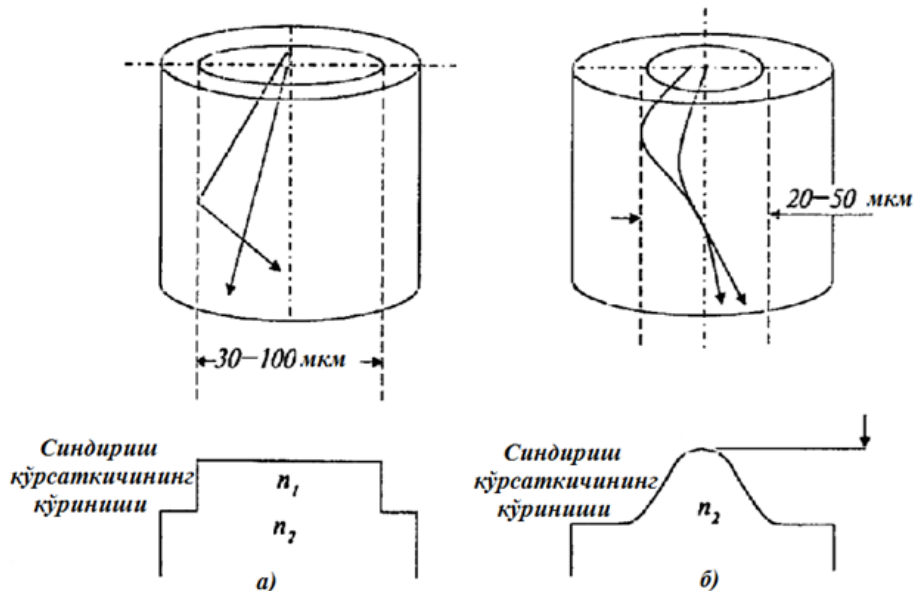 30–100 мкм
20–50 мкм
Синдириш
кўрсаткичининг
кўриниши
n₁
n₂
а)
Синдириш
кўрсаткичининг
кўриниши
n₂
б)